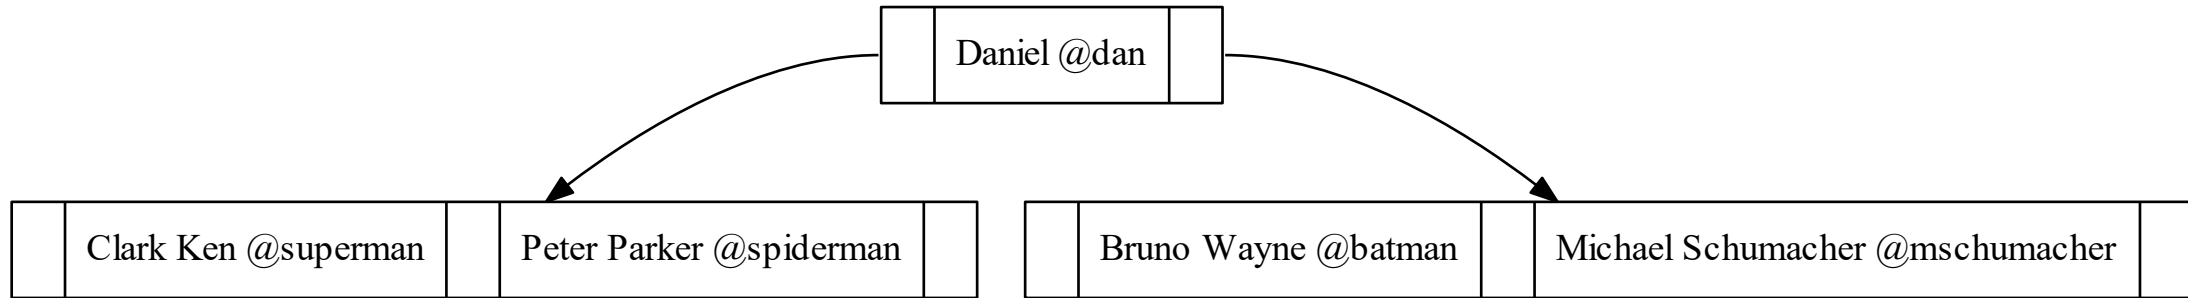 Daniel @dan
Clark Ken @superman
Peter Parker @spiderman
Bruno Wayne @batman
Michael Schumacher @mschumacher